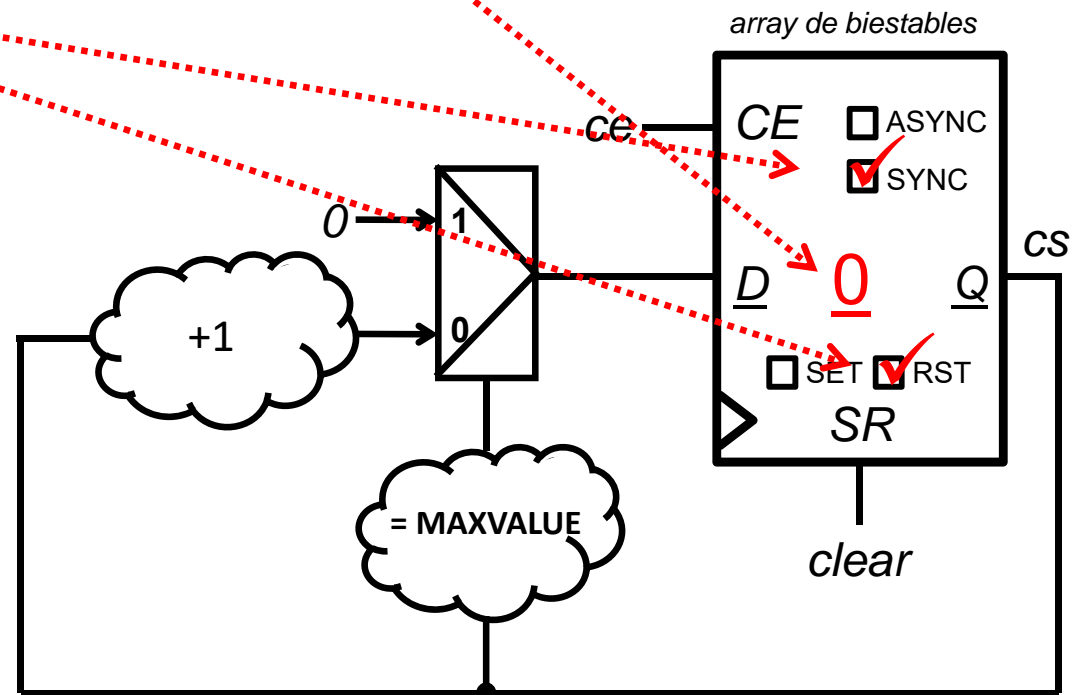 array de biestables
ce
CE
ASYNC
SYNC
0
1
cs
D
0
Q
+1
0
SET
RST
SR
= MAXVALUE
clear